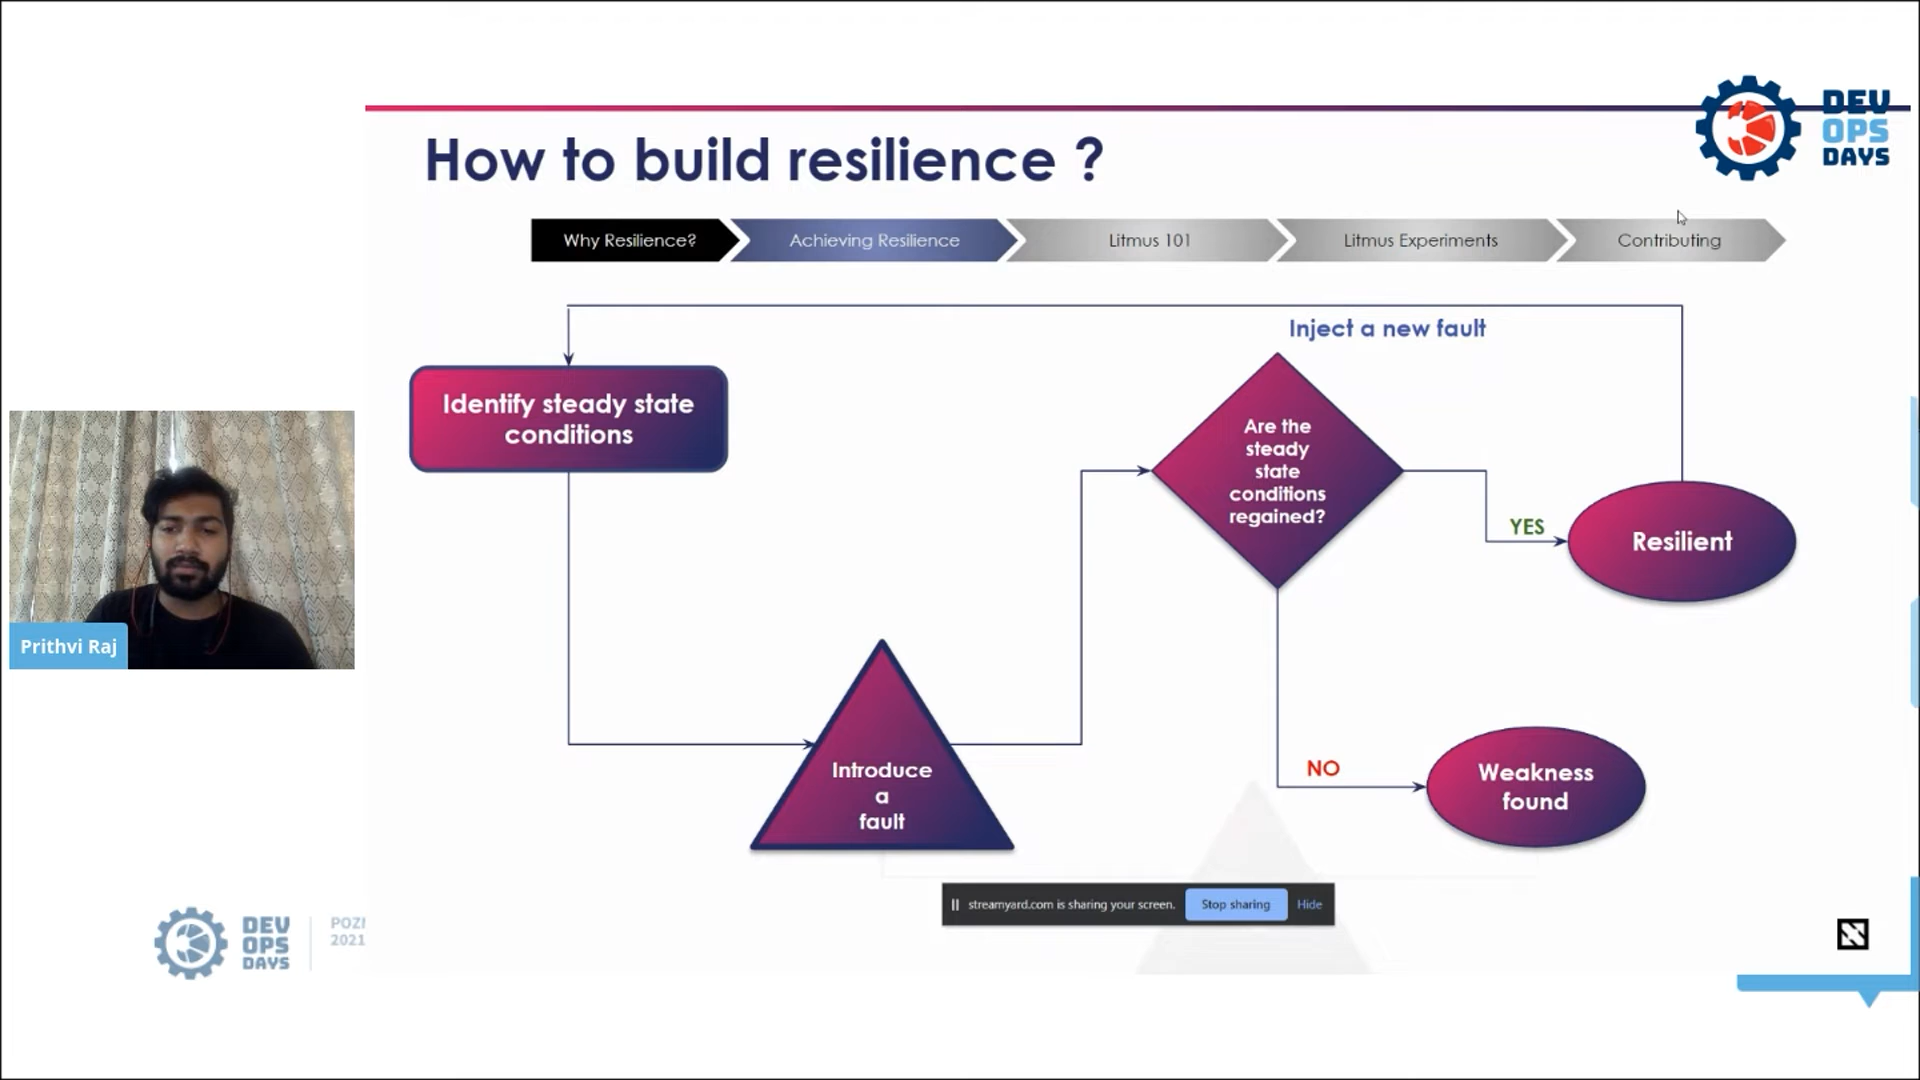 DEV
OPS
DAYS
How to build resilience ?
Why Resilience?
Achieving Resilience
Litmus 101
Litmus Experiments
Contributing
Inject a new fault
Identify steady state
conditions
Are the
steady
state
conditions
regained?
YES
Resilient
Prithvi Raj
Introduce
a
fault
NO
Weakness
found
streamyard.com is sharing your screen.
Stop sharing
Hide
DEV
OPS
DAYS
2021